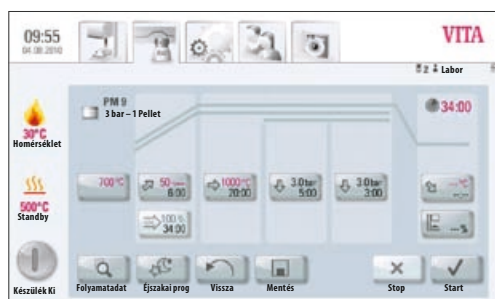 09:55
04.08.2010
VITA
2 Labor
PM 9
3 bar – 1 Pellet
34:00
30°C
Hőmérséklet
700°C
50
6:00
1000°C
20:00
3.0bar
5:00
3.0bar
3:00
--°C
--:--
500°C
Standby
100 %
34:00
--%
Készülék Ki
Folyamatadat
Éjszakai prog
Vissza
Mentés
Stop
Start